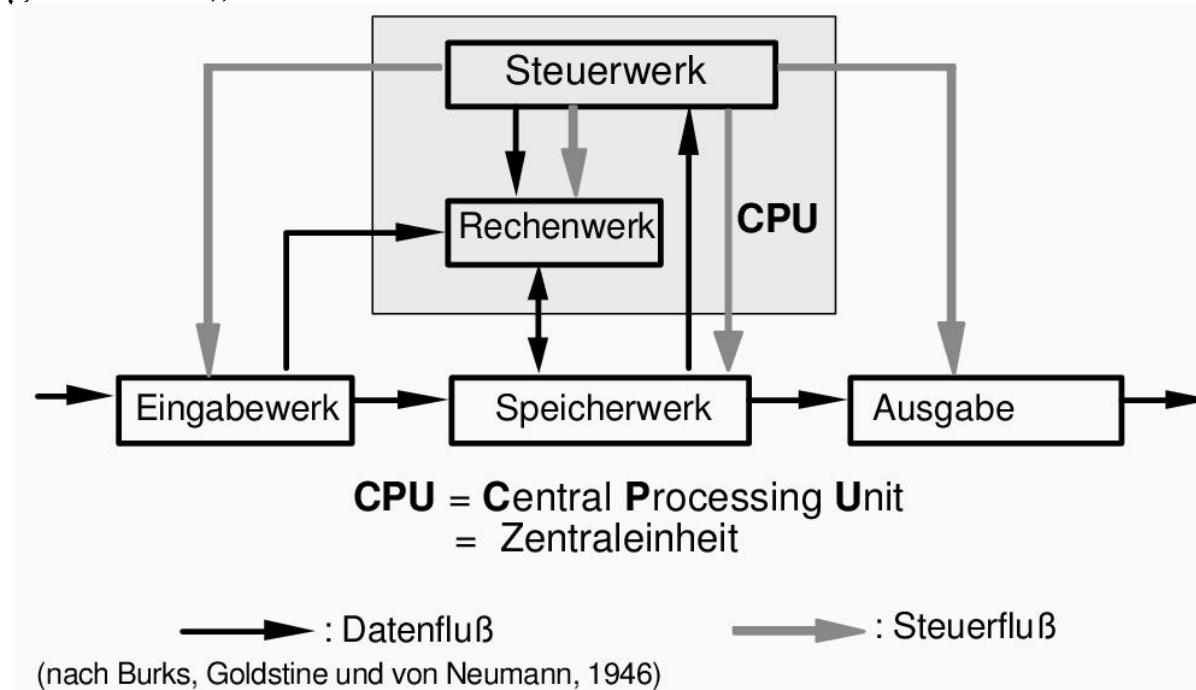 Steuerwerk
Rechenwerk
CPU
Eingabewerk
Speicherwerk
Ausgabe
CPU = Central Processing Unit
= Zentraleinheit
: Datenfluß
: Steuerfluß
(nach Burks, Goldstine und von Neumann, 1946)